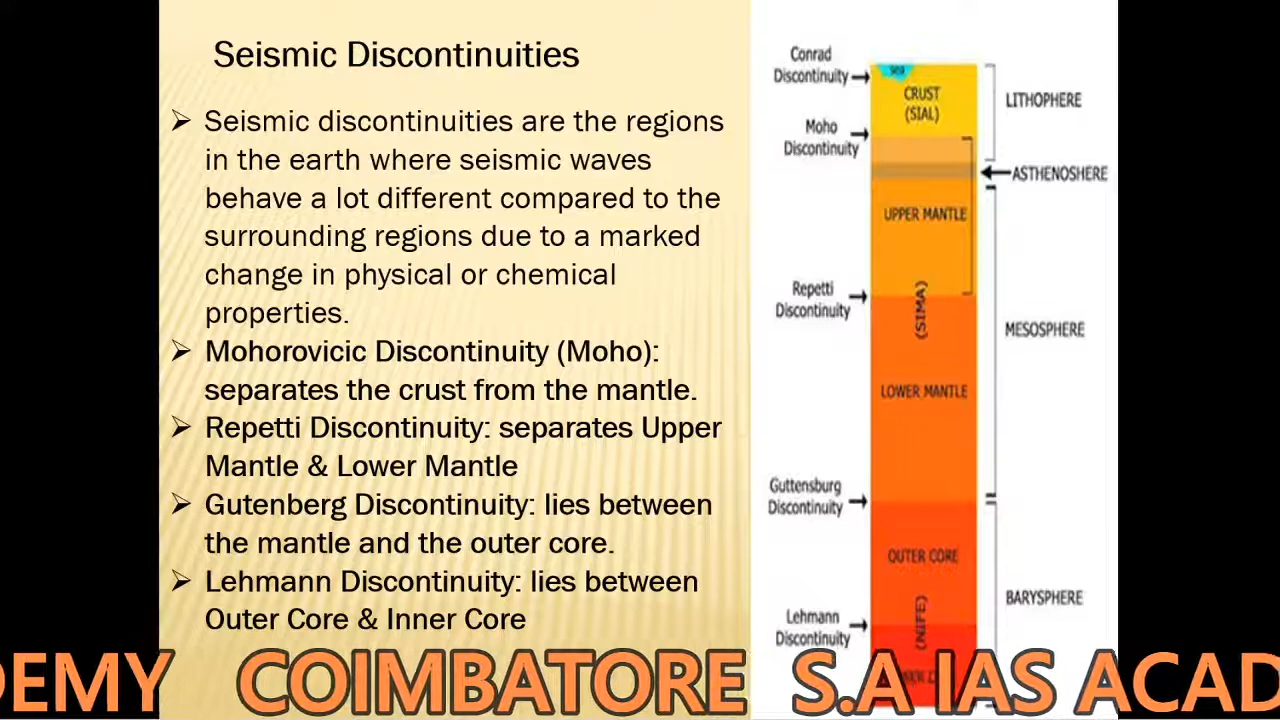 Seismic Discontinuities
➢ Seismic discontinuities are the regions
in the earth where seismic waves
behave a lot different compared to the
surrounding regions due to a marked
change in physical or chemical
properties.
➢ Mohorovicic Discontinuity (Moho):
separates the crust from the mantle.
➢ Repetti Discontinuity: separates Upper
Mantle & Lower Mantle
➢ Gutenberg Discontinuity: lies between
the mantle and the outer core.
➢ Lehmann Discontinuity: lies between
Outer Core & Inner Core
Conrad
Discontinuity
Moho
Discontinuity
Repetti
Discontinuity
Guttensburg
Discontinuity
Lehmann
Discontinuity
CRUST
(SIAL)
UPPER MANTLE
(SIMA)
LOWER MANTLE
OUTER CORE
(NIFE)
LITHOPHERE
ASTHENOSHERE
MESOSPHERE
BARYSPHERE
DEMY COIMBATORE S.A IAS ACAD